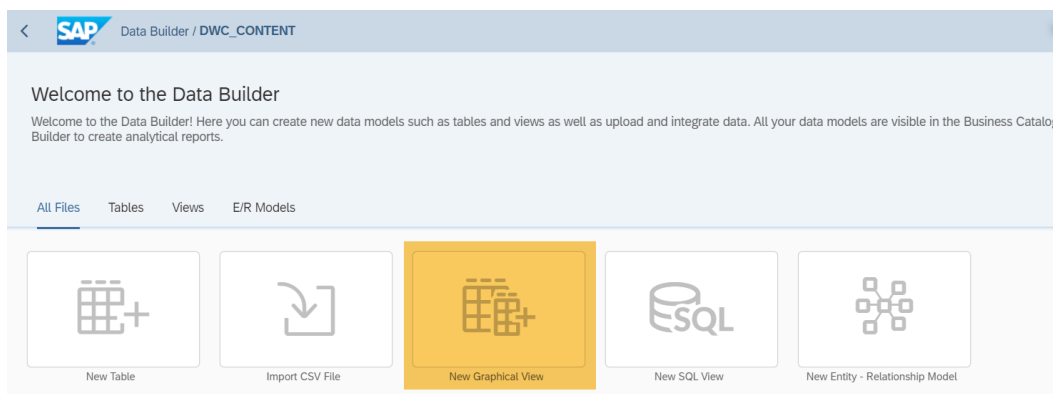 SAP Data Builder / DWC_CONTENT
Welcome to the Data Builder
Welcome to the Data Builder! Here you can create new data models such as tables and views as well as upload and integrate data. All your data models are visible in the Business Catalo
Builder to create analytical reports.
All Files Tables Views E/R Models
SQL
New Table Import CSV File New Graphical View New SQL View New Entity - Relationship Model